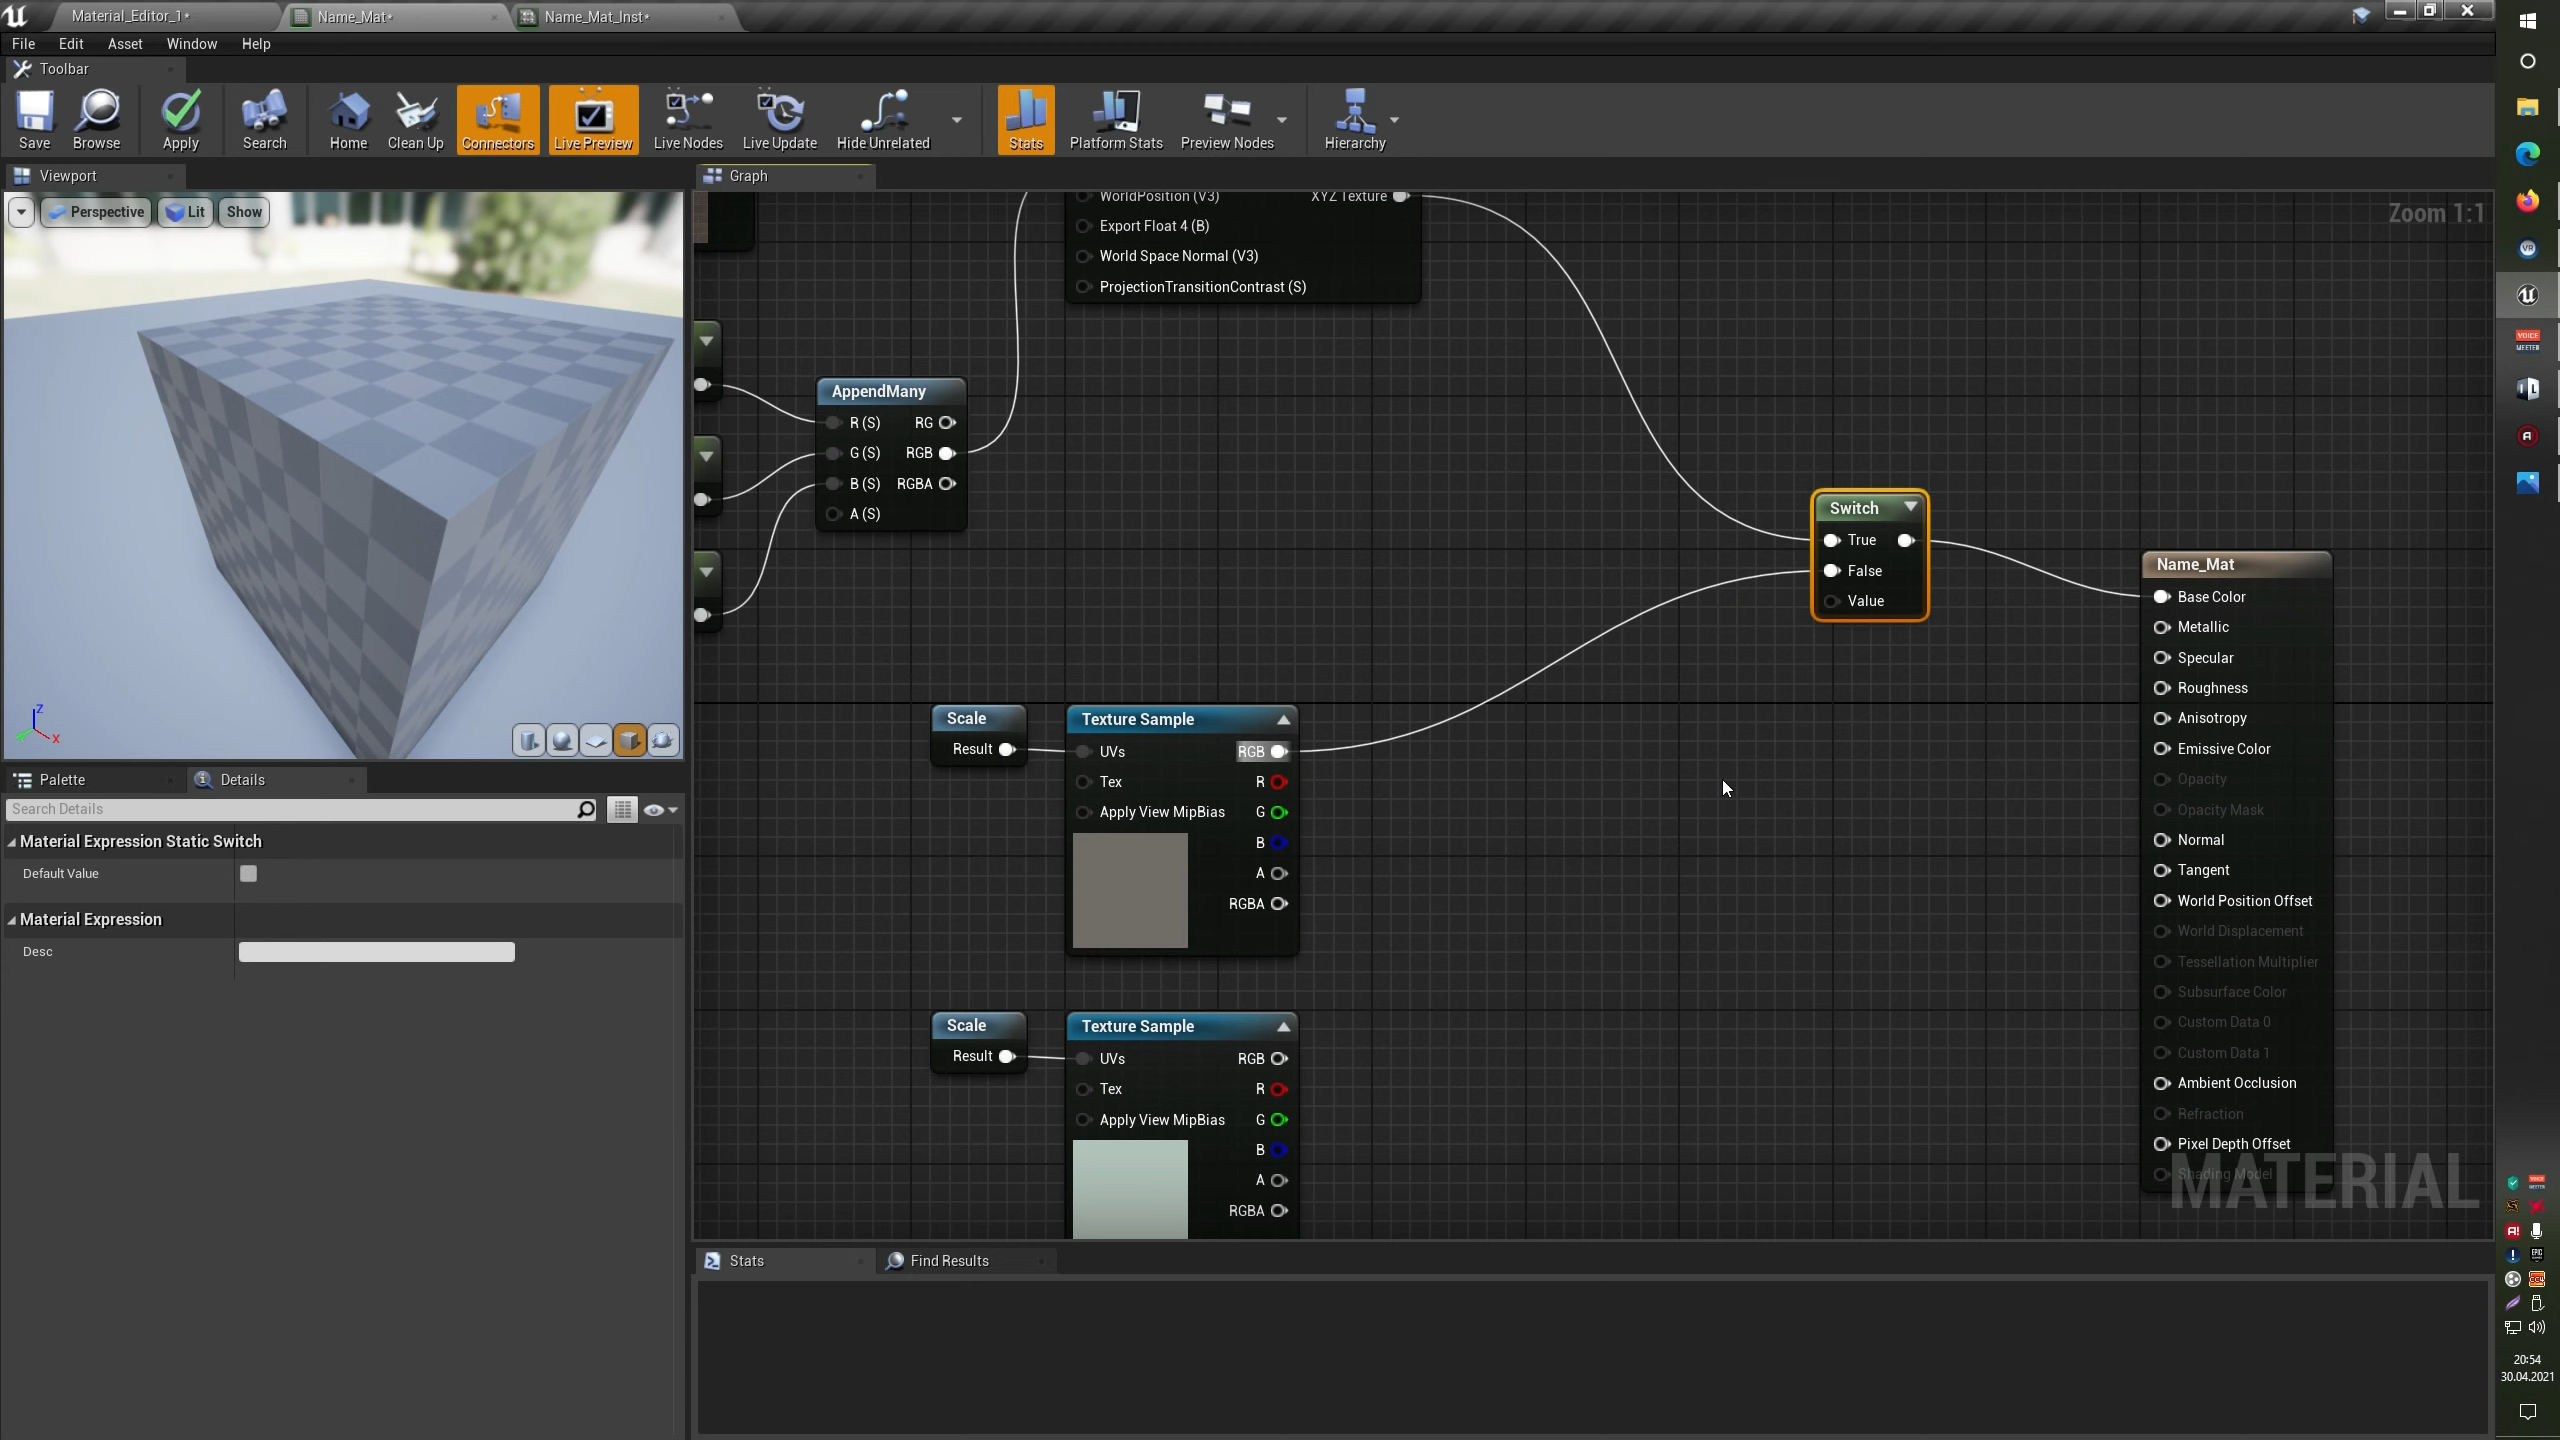 Material_Editor_1*
Name_Mat*
Name_Mat_Inst*
File Edit Asset Window Help
Toolbar
Save Browse Apply Search Home Clean Up Connectors Live Preview Live Nodes Live Update Hide Unrelated Stats Platform Stats Preview Nodes Hierarchy
Viewport
Perspective Lit Show
Z
X
Palette
Details
Search Details
Material Expression Static Switch
Default Value
Material Expression
Desc
Graph
Zoom 1:1
WorldPosition (V3) XYZ Texture
Export Float 4 (B)
World Space Normal (V3)
ProjectionTransitionContrast (S)
AppendMany
R (S) RG
G (S) RGB
B (S) RGBA
A (S)
Switch
True
False
Value
Scale
Result
Texture Sample
UVs RGB
Tex R
Apply View MipBias G
B
A
RGBA
Scale
Result
Texture Sample
UVs RGB
Tex R
Apply View MipBias G
B
A
RGBA
Name_Mat
Base Color
Metallic
Specular
Roughness
Anisotropy
Emissive Color
Opacity
Opacity Mask
Normal
Tangent
World Position Offset
World Displacement
Tessellation Multiplier
Subsurface Color
Custom Data 0
Custom Data 1
Ambient Occlusion
Refraction
Pixel Depth Offset
Shading Model
MATERIAL
Stats
Find Results
VR
VOICE
MEETER
20:54
30.04.2021